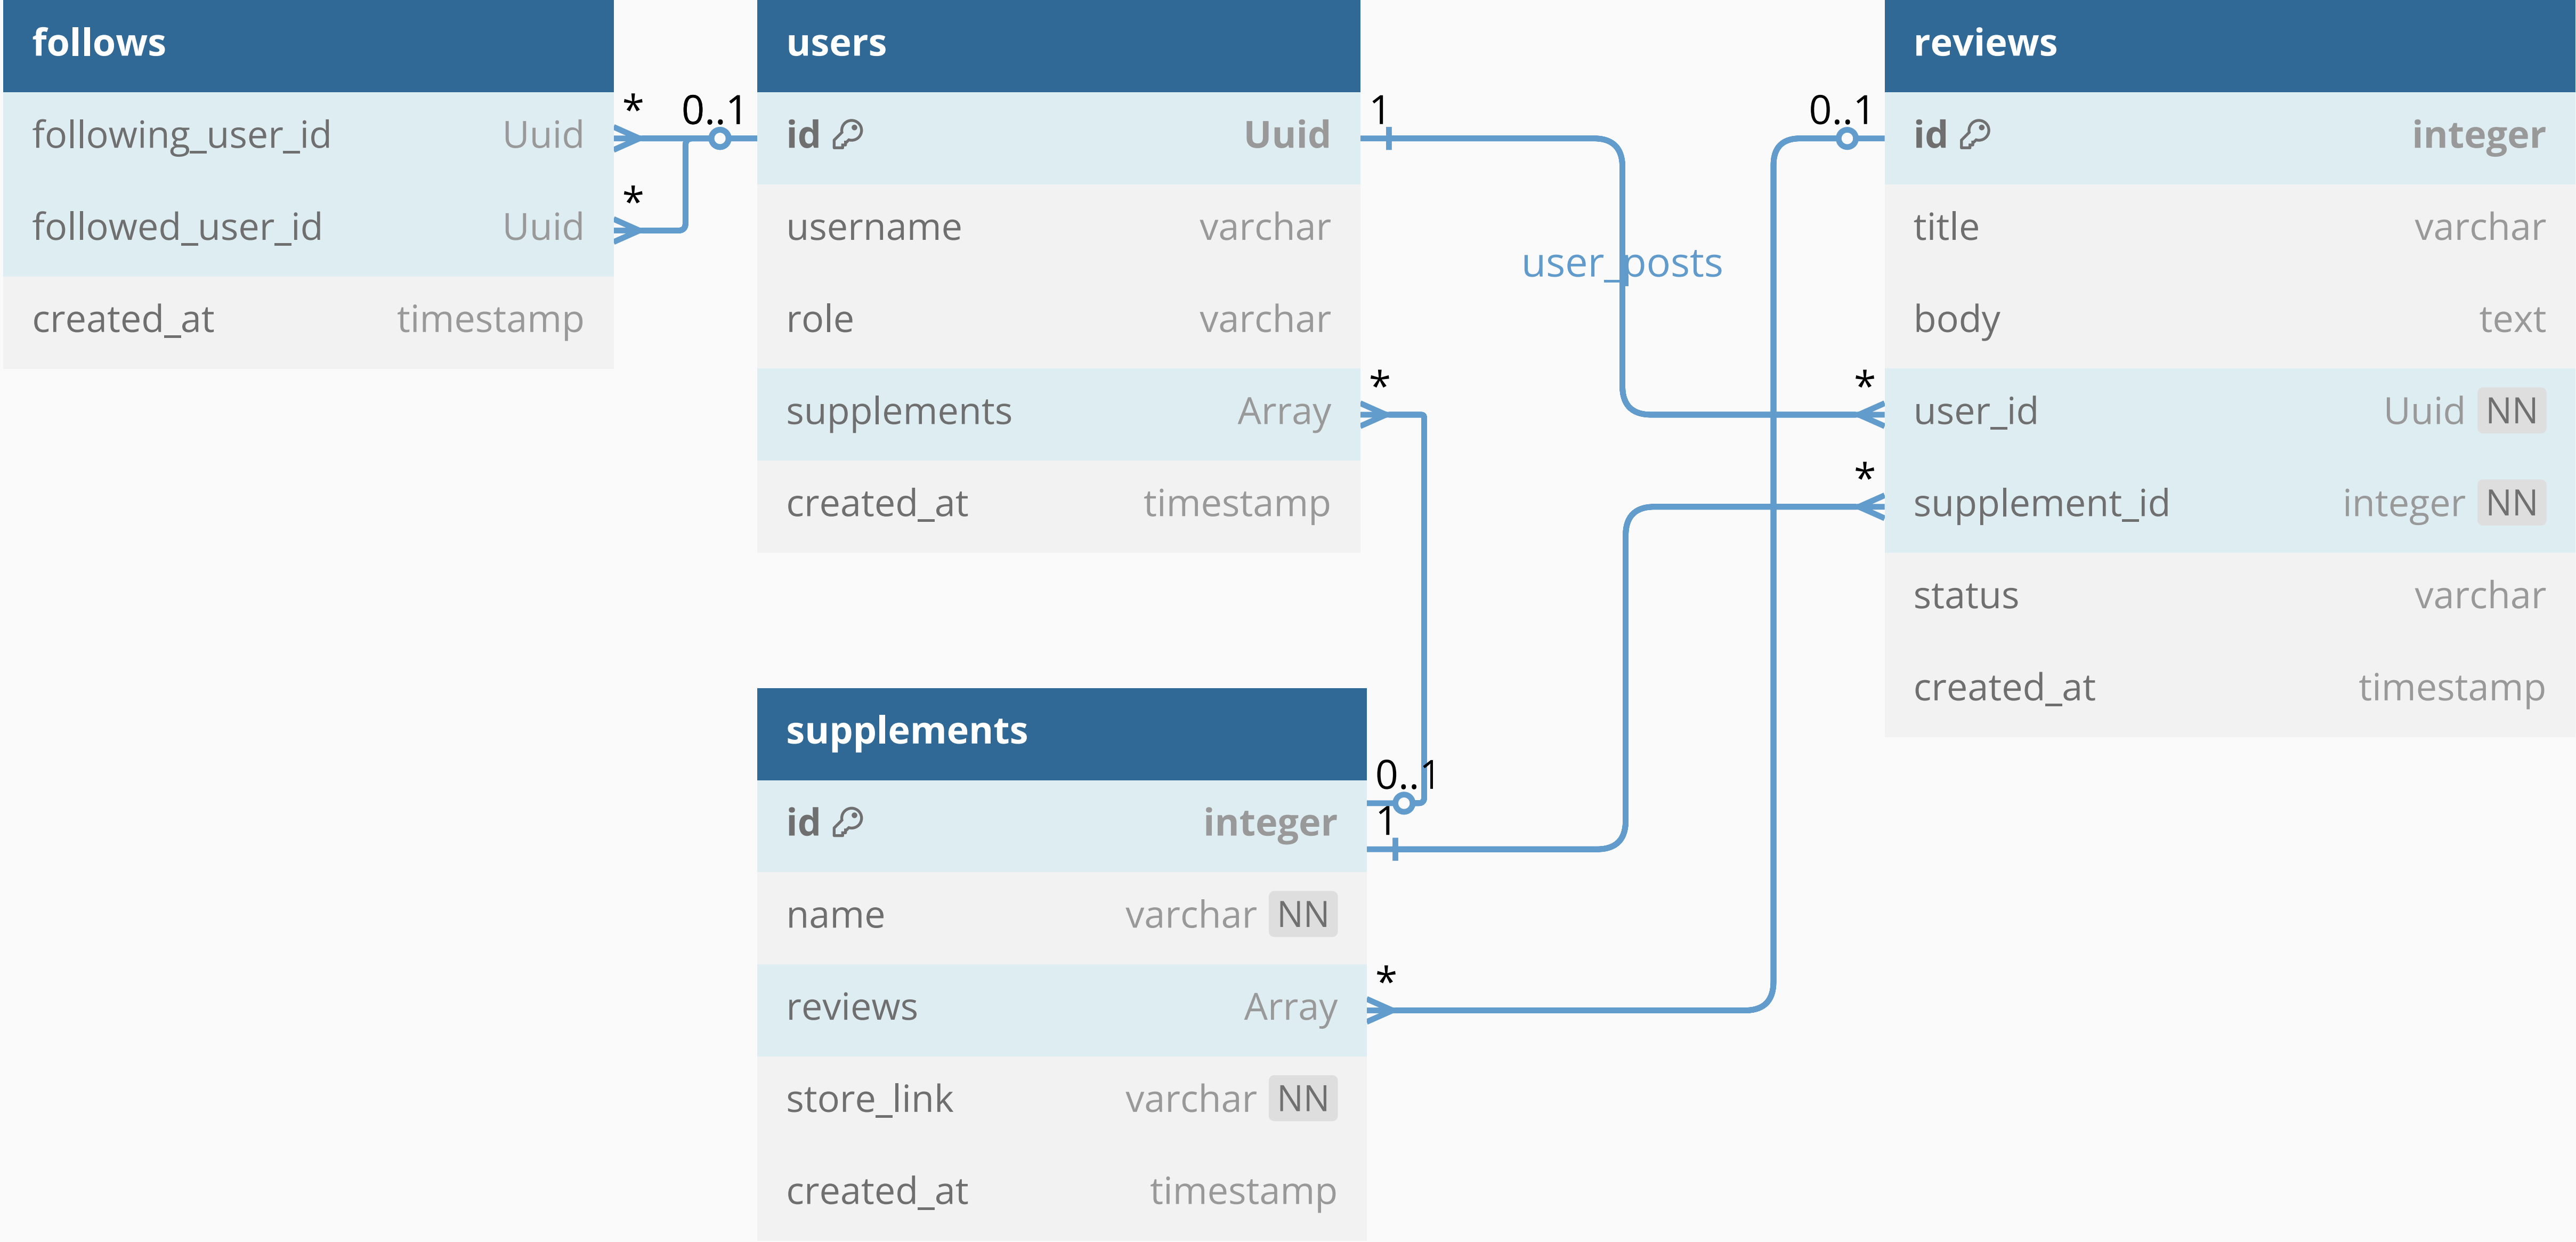 follows
* 0..1
following_user_id Uuid
*
followed_user_id Uuid
created_at timestamp
users
1
id Uuid
username varchar
role varchar
*
supplements Array
created_at timestamp
user_posts
reviews
0..1
id integer
title varchar
body text
*
user_id Uuid NN
*
supplement_id integer NN
status varchar
created_at timestamp
supplements
0..1
1
id integer
name varchar NN
*
reviews Array
store_link varchar NN
created_at timestamp